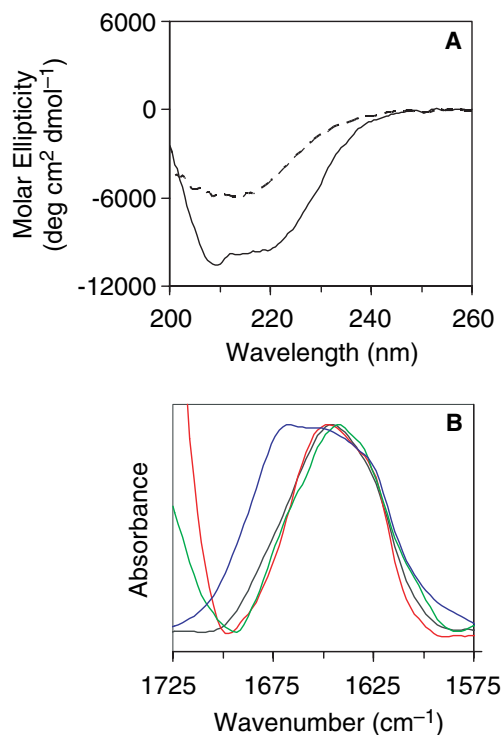 A
6000
0
-6000
-12000
Molar Ellipticity
(deg cm² dmol⁻¹)
200 220 240 260
Wavelength (nm)
B
Absorbance
1725 1675 1625 1575
Wavenumber (cm⁻¹)